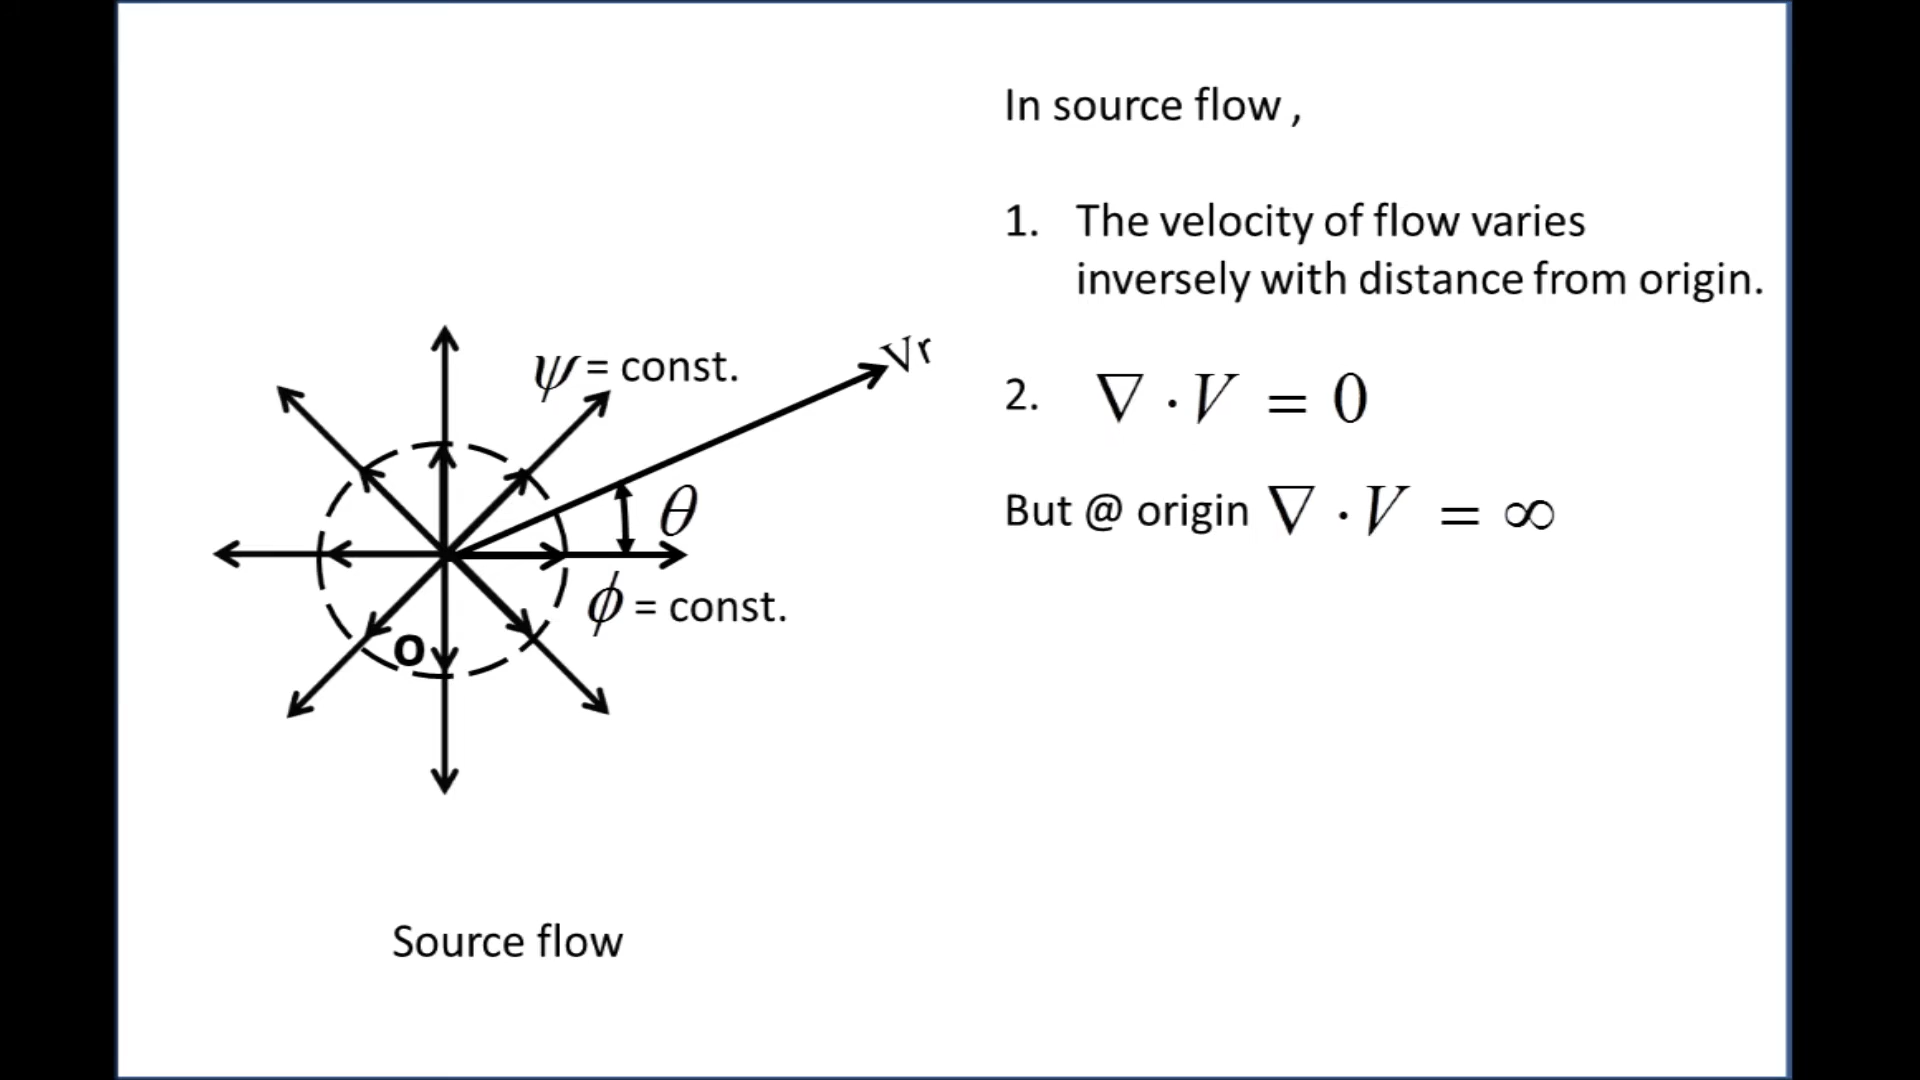 In source flow ,
1. The velocity of flow varies
inversely with distance from origin.
2. ∇ · V = 0
But @ origin ∇ · V = ∞
Vr
ψ = const.
θ
ϕ = const.
O
Source flow